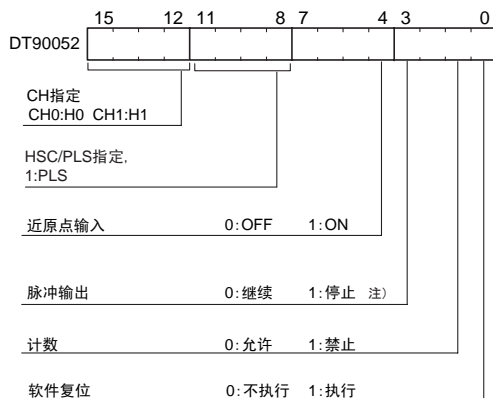 15 12 11 8 7 4 3 0
DT90052
CH指定
CH0:H0 CH1:H1
HSC/PLS指定,
1:PLS
近原点输入 0:OFF 1:ON
脉冲输出 0:继续 1:停止 注)
计数 0:允许 1:禁止
软件复位 0:不执行 1:执行